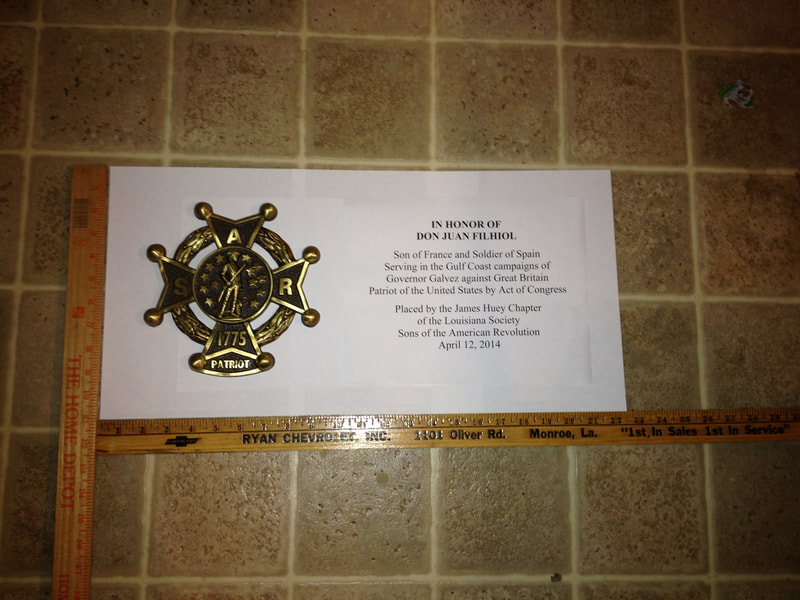 A
S
R
1775
PATRIOT
IN HONOR OF
DON JUAN FILHIOL
Son of France and Soldier of Spain
Serving in the Gulf Coast campaigns of
Governor Galvez against Great Britain
Patriot of the United States by Act of Congress
Placed by the James Huey Chapter
of the Louisiana Society
Sons of the American Revolution
April 12, 2014
THE HOME DEPOT
RYAN CHEVROLET, INC. 1101 Oliver Rd. Monroe, La. "1st, In Sales 1st In Service"